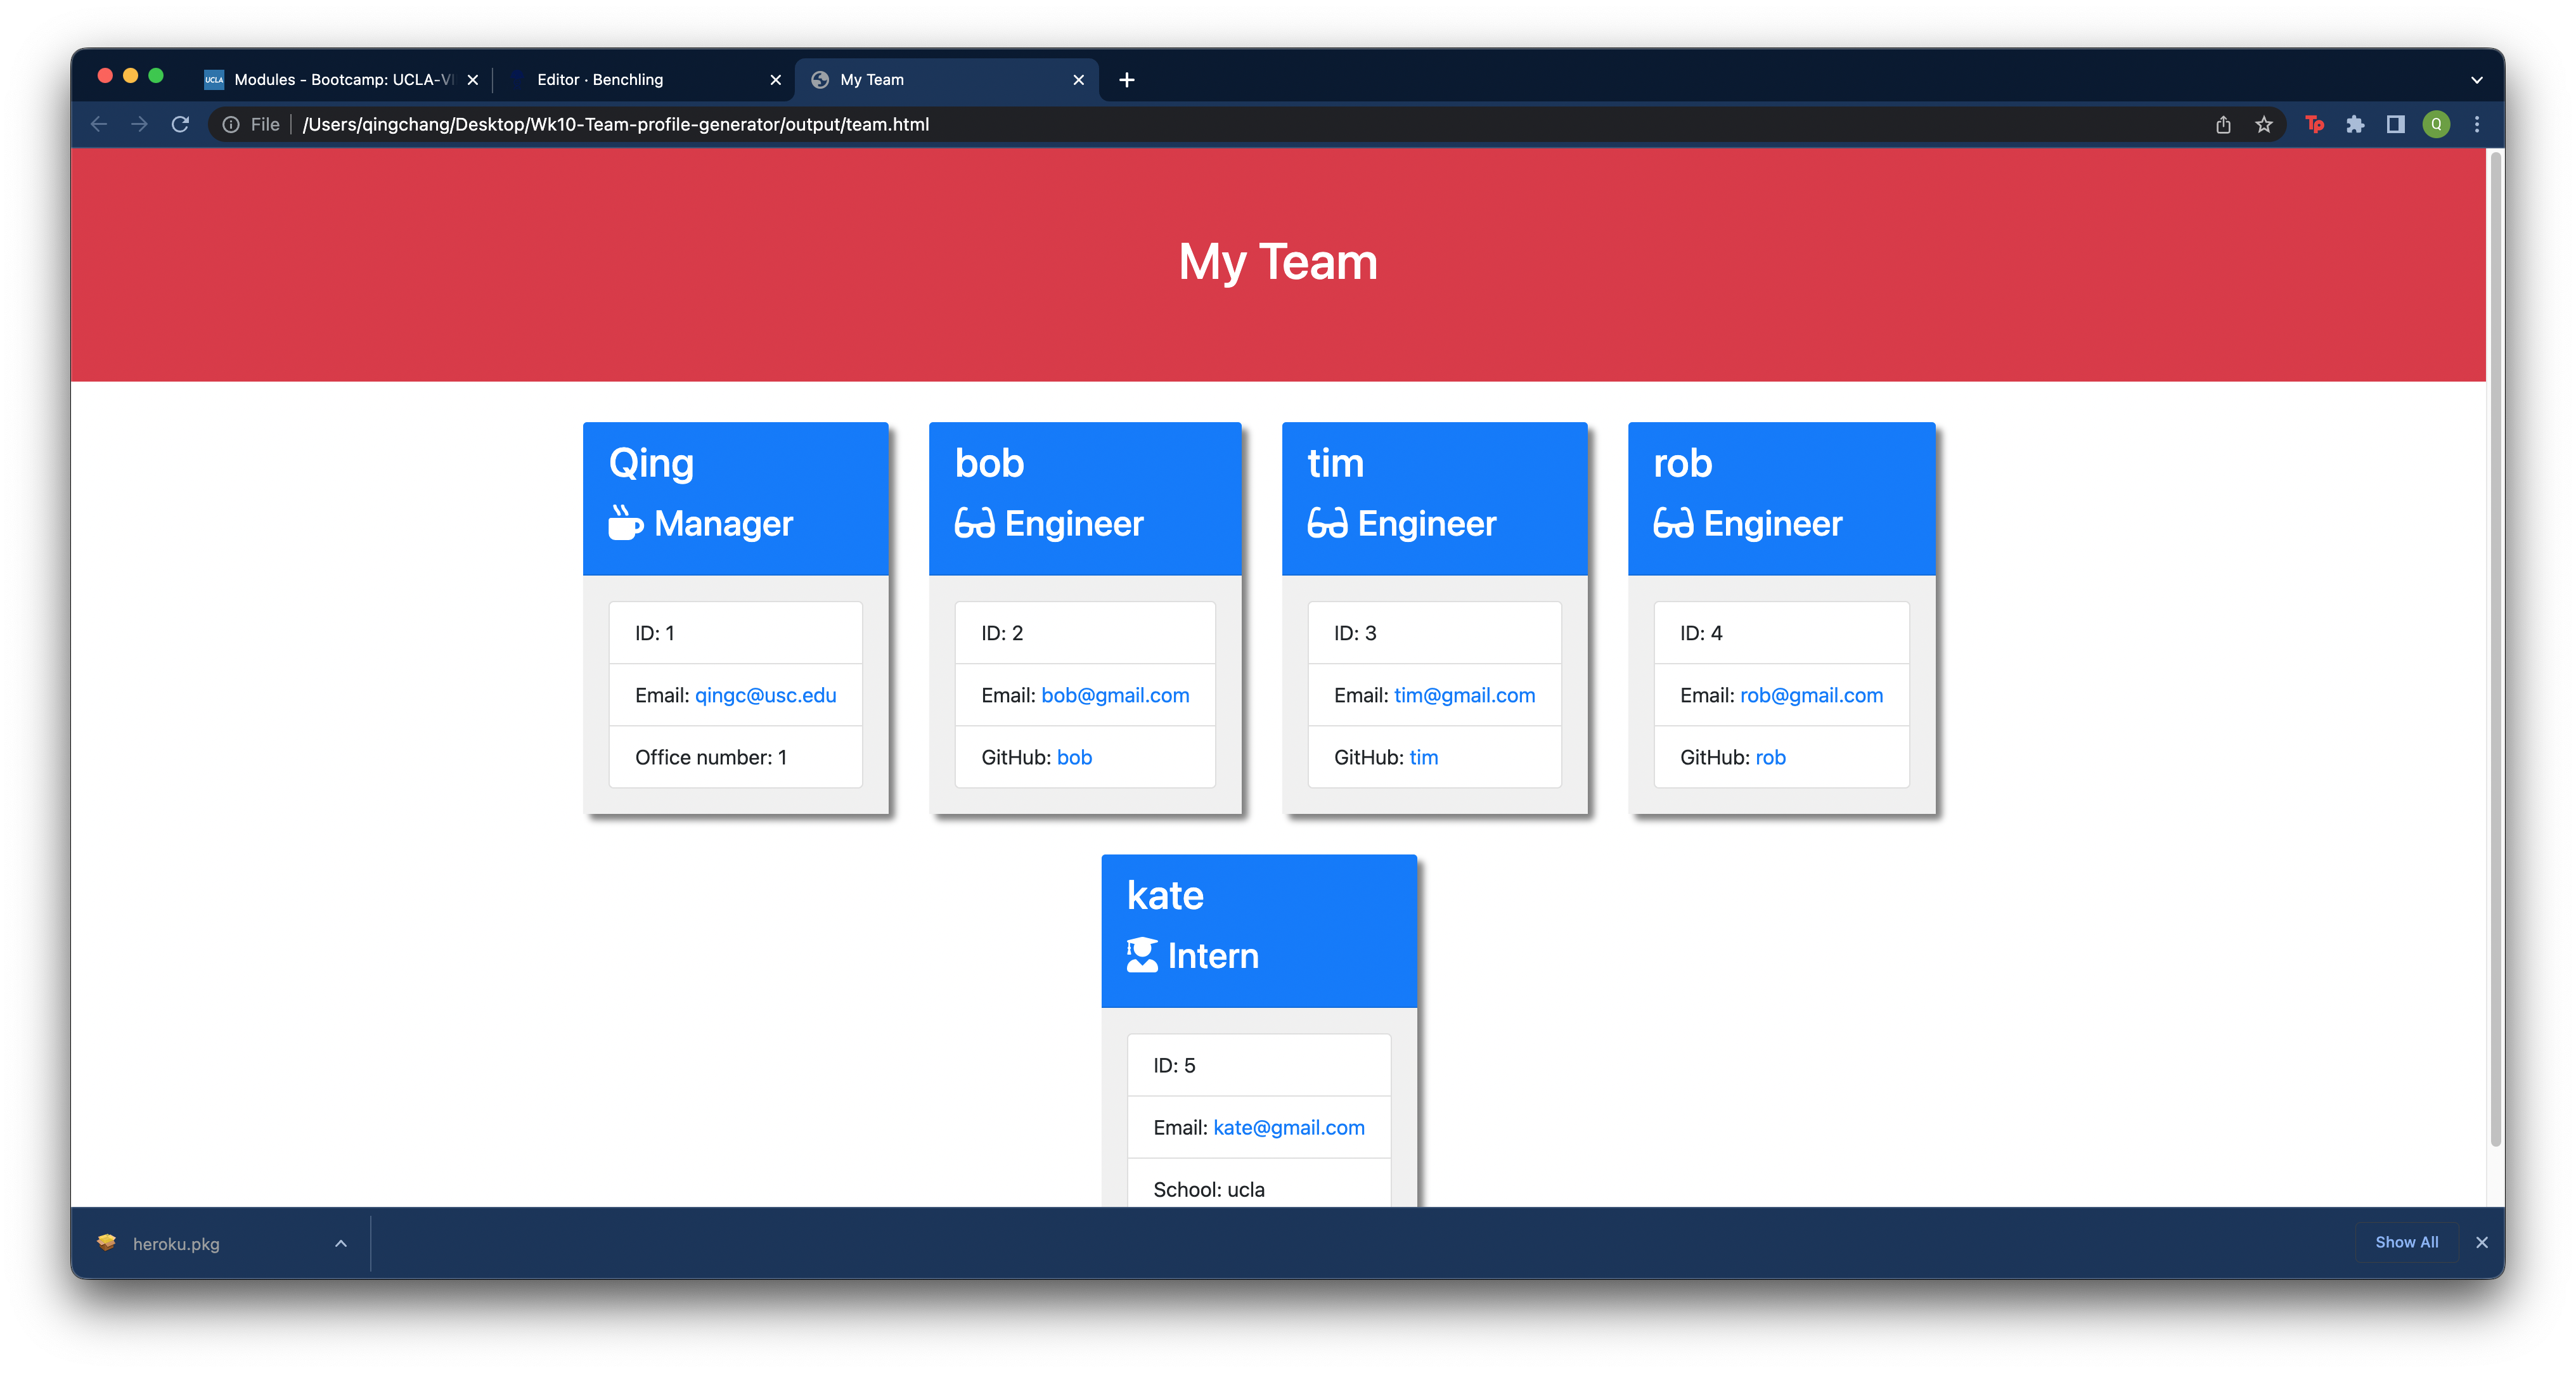 UCLA Modules - Bootcamp: UCLA-VI
Editor · Benchling
My Team
File /Users/qingchang/Desktop/Wk10-Team-profile-generator/output/team.html
Tp
Q
My Team
Qing
Manager
ID: 1
Email: qingc@usc.edu
Office number: 1
bob
Engineer
ID: 2
Email: bob@gmail.com
GitHub: bob
tim
Engineer
ID: 3
Email: tim@gmail.com
GitHub: tim
rob
Engineer
ID: 4
Email: rob@gmail.com
GitHub: rob
kate
Intern
ID: 5
Email: kate@gmail.com
School: ucla
heroku.pkg
Show All